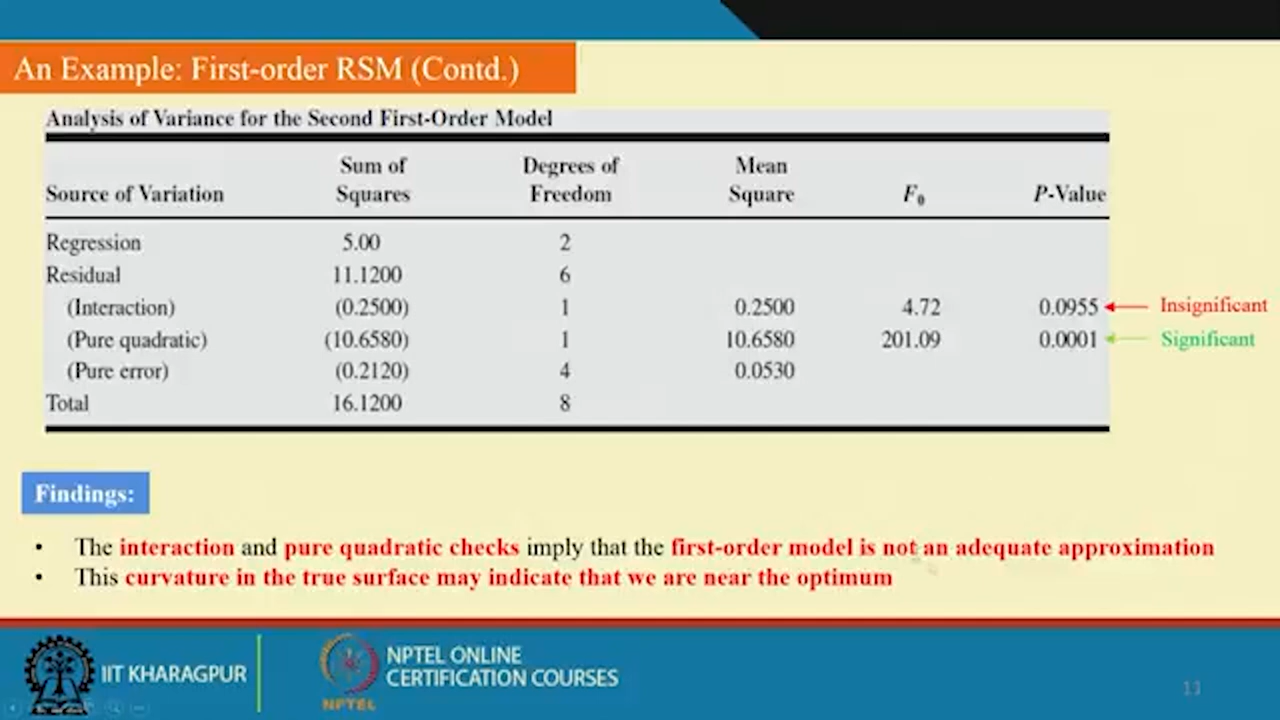 An Example: First-order RSM (Contd.)
Analysis of Variance for the Second First-Order Model
Source of Variation Sum of Squares Degrees of Freedom Mean Square F0 P-Value
Regression 5.00 2
Residual 11.1200 6
(Interaction) (0.2500) 1 0.2500 4.72 0.0955 Insignificant
(Pure quadratic) (10.6580) 1 10.6580 201.09 0.0001 Significant
(Pure error) (0.2120) 4 0.0530
Total 16.1200 8
Findings:
• The interaction and pure quadratic checks imply that the first-order model is not an adequate approximation
• This curvature in the true surface may indicate that we are near the optimum
IIT KHARAGPUR
NPTEL
NPTEL ONLINE
CERTIFICATION COURSES
11